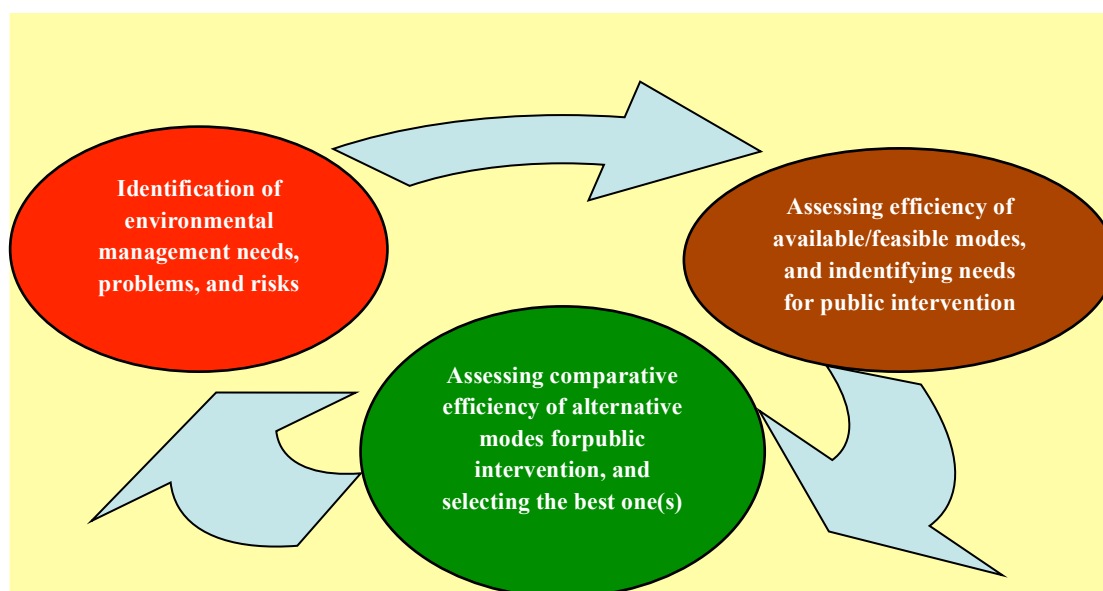 Identification of
environmental
management needs,
problems, and risks
Assessing efficiency of
available/feasible modes,
and indentifying needs
for public intervention
Assessing comparative
efficiency of alternative
modes forpublic
intervention, and
selecting the best one(s)